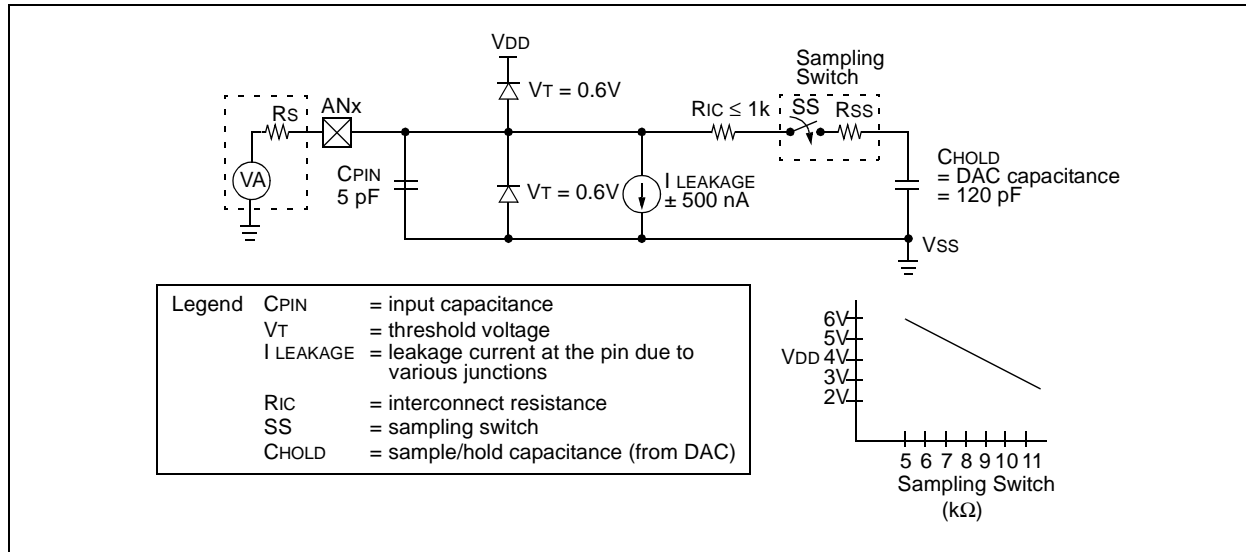 VDD
Sampling
Switch
VT = 0.6V
RS
ANx
RIC ≤ 1k
SS
RSS
VA
CPIN
5 pF
VT = 0.6V
I LEAKAGE
± 500 nA
CHOLD
= DAC capacitance
= 120 pF
VSS
Legend CPIN = input capacitance
VT = threshold voltage
I LEAKAGE = leakage current at the pin due to
various junctions
RIC = interconnect resistance
SS = sampling switch
CHOLD = sample/hold capacitance (from DAC)
6V
5V
VDD 4V
3V
2V
5 6 7 8 9 10 11
Sampling Switch
(kΩ)